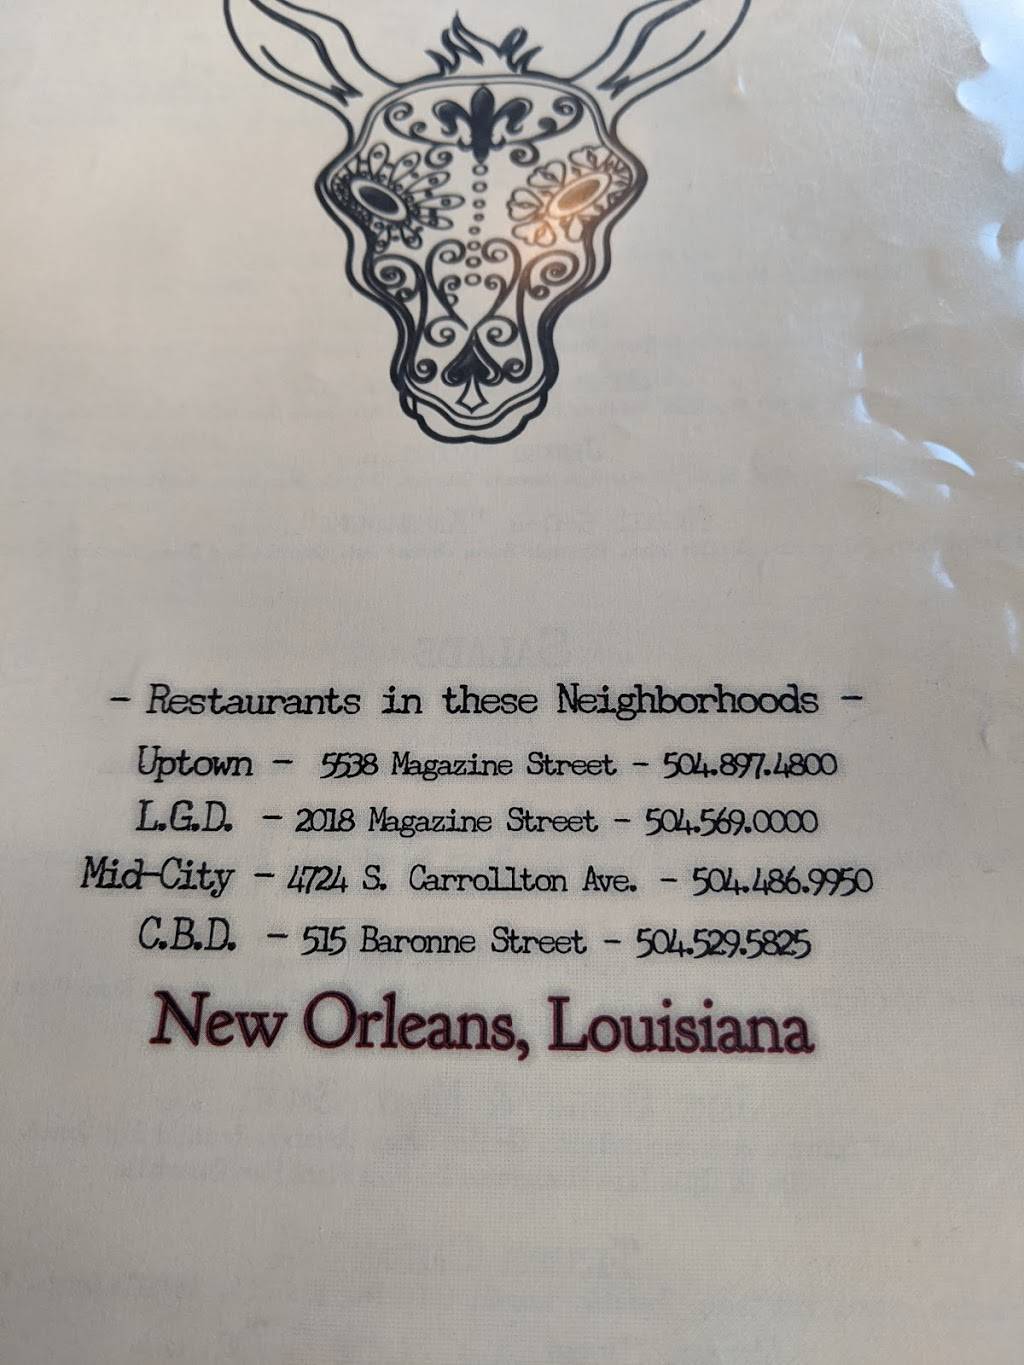 - Restaurants in these Neighborhoods -
Uptown - 5538 Magazine Street - 504.897.4800
L.G.D. - 2018 Magazine Street - 504.569.0000
Mid-City - 4724 S. Carrollton Ave. - 504.486.9950
C.B.D. - 515 Baronne Street - 504.529.5825
New Orleans, Louisiana